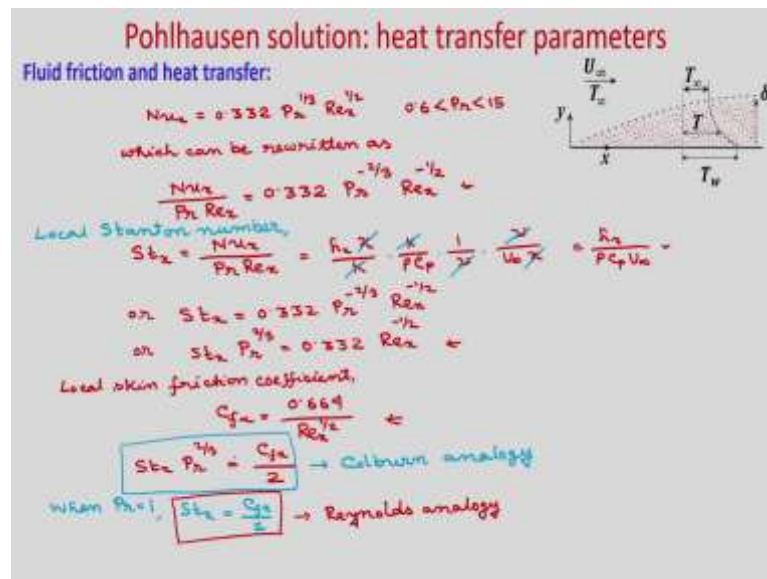 Pohlhausen solution: heat transfer parameters
Fluid friction and heat transfer:
Nuₓ = 0.332 Pr^1/3 Reₓ^1/2   0.6<Pr<15
which can be rewritten as
Nuₓ / Pr Reₓ = 0.332 Pr^-2/3 Reₓ^-1/2 ←
Local Stanton number,
Stₓ = Nuₓ / Pr Reₓ = hₓ x / K · K / ρCp · 1 / ν · ν / U∞ x = hₓ / ρCp U∞ -
or Stₓ = 0.332 Pr^-2/3 Reₓ^-1/2
or Stₓ Pr^2/3 = 0.332 Reₓ^-1/2 ←
Local skin friction coefficient,
Cfx = 0.664 / Reₓ^1/2 ←
Stₓ Pr^2/3 = Cfx / 2 → Colburn analogy
When Pr=1, Stₓ = Cfx / 2 → Reynolds analogy
U∞
T∞
T∞
δ
y
T
x
Tw